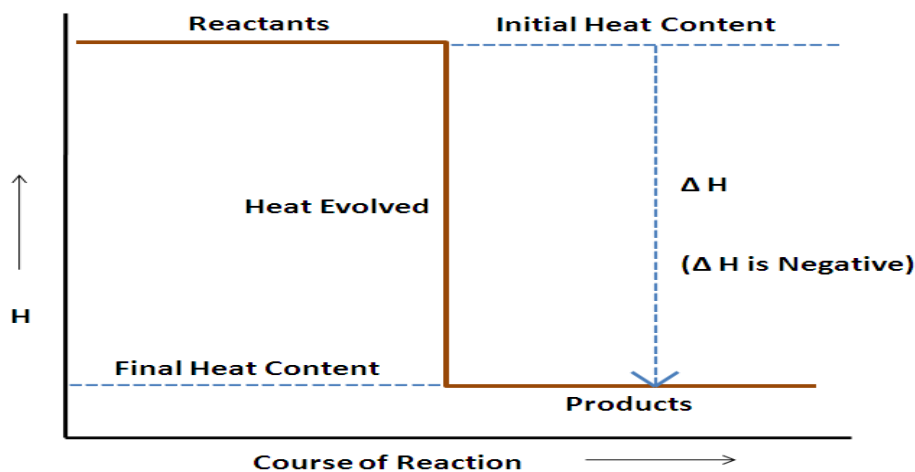 Reactants
Initial Heat Content
Δ H
Heat Evolved
(Δ H is Negative)
H
Final Heat Content
Products
Course of Reaction